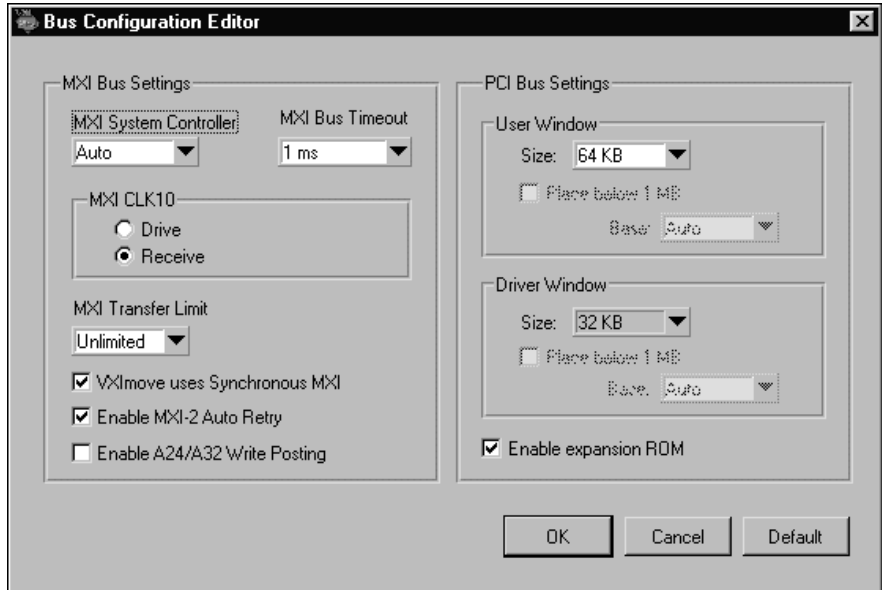 Bus Configuration Editor
MXI Bus Settings
MXI System Controller
Auto
MXI Bus Timeout
1 ms
MXI CLK10
Drive
Receive
MXI Transfer Limit
Unlimited
VXImove uses Synchronous MXI
Enable MXI-2 Auto Retry
Enable A24/A32 Write Posting
PCI Bus Settings
User Window
Size: 64 KB
Place below 1 MB
Base: Auto
Driver Window
Size: 32 KB
Place below 1 MB
Base: Auto
Enable expansion ROM
OK Cancel Default